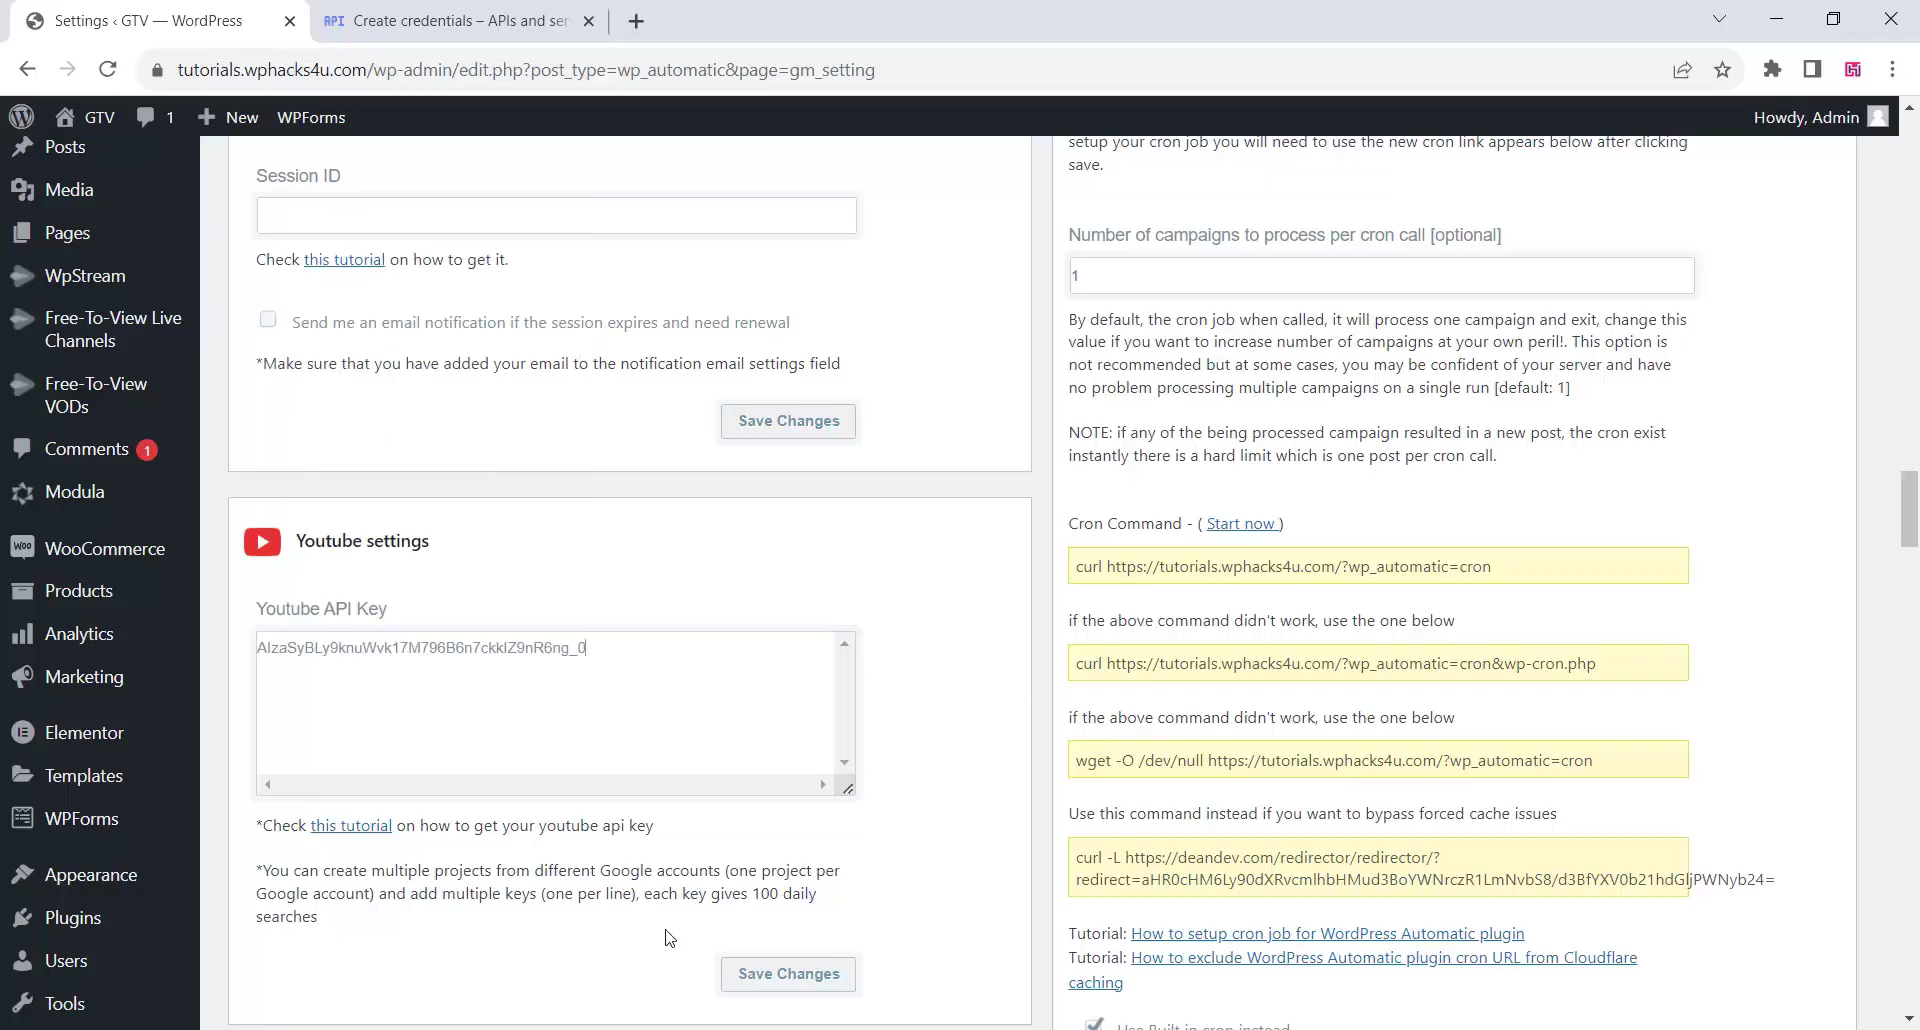 Settings ‹ GTV — WordPress
API Create credentials – APIs and ser
tutorials.wphacks4u.com/wp-admin/edit.php?post_type=wp_automatic&page=gm_setting
GTV 1 New WPForms Howdy, Admin
Posts
Media
Pages
WpStream
Free-To-View Live
Channels
Free-To-View
VODs
Comments 1
Modula
WOO WooCommerce
Products
Analytics
Marketing
Elementor
Templates
WPForms
Appearance
Plugins
Users
Tools
Session ID
Check this tutorial on how to get it.
Send me an email notification if the session expires and need renewal
*Make sure that you have added your email to the notification email settings field
Save Changes
Youtube settings
Youtube API Key
AIzaSyBLy9knuWvk17M796B6n7ckkIZ9nR6ng_0
*Check this tutorial on how to get your youtube api key
*You can create multiple projects from different Google accounts (one project per
Google account) and add multiple keys (one per line), each key gives 100 daily
searches
Save Changes
setup your cron job you will need to use the new cron link appears below after clicking
save.
Number of campaigns to process per cron call [optional]
1
By default, the cron job when called, it will process one campaign and exit, change this
value if you want to increase number of campaigns at your own peril!. This option is
not recommended but at some cases, you may be confident of your server and have
no problem processing multiple campaigns on a single run [default: 1]
NOTE: if any of the being processed campaign resulted in a new post, the cron exist
instantly there is a hard limit which is one post per cron call.
Cron Command - ( Start now )
curl https://tutorials.wphacks4u.com/?wp_automatic=cron
if the above command didn't work, use the one below
curl https://tutorials.wphacks4u.com/?wp_automatic=cron&wp-cron.php
if the above command didn't work, use the one below
wget -O /dev/null https://tutorials.wphacks4u.com/?wp_automatic=cron
Use this command instead if you want to bypass forced cache issues
curl -L https://deandev.com/redirector/redirector/?
redirect=aHR0cHM6Ly90dXRvcmlhbHMud3BoYWNrczR1LmNvbS8/d3BfYXV0b21hdGljPWNyb24=
Tutorial: How to setup cron job for WordPress Automatic plugin
Tutorial: How to exclude WordPress Automatic plugin cron URL from Cloudflare
caching
Use Built-in cron instead